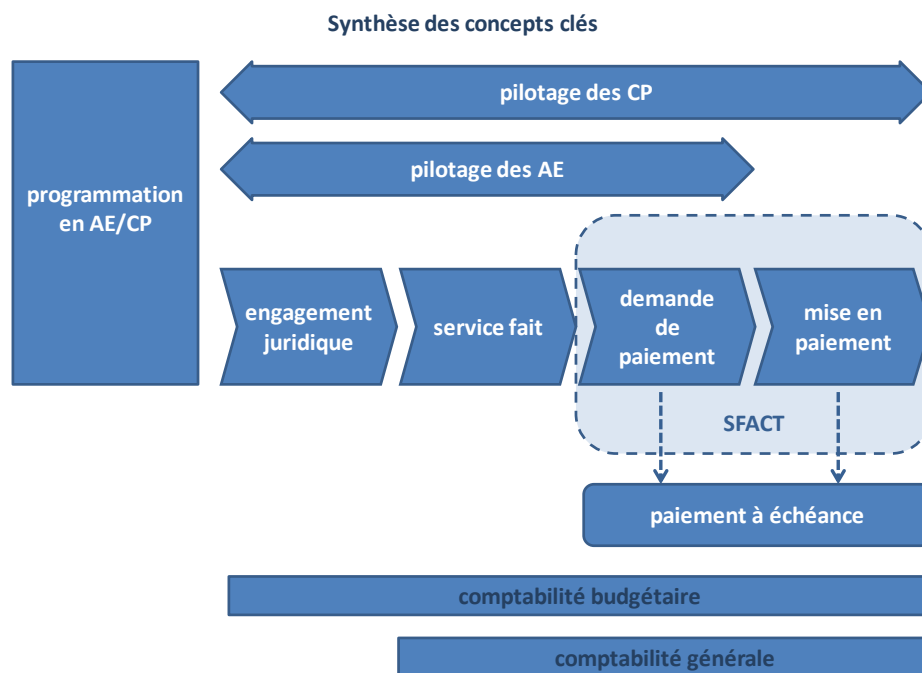 Synthèse des concepts clés
pilotage des CP
pilotage des AE
programmation
en AE/CP
engagement
juridique
service fait
demande
de
paiement
mise en
paiement
SFACT
paiement à échéance
comptabilité budgétaire
comptabilité générale